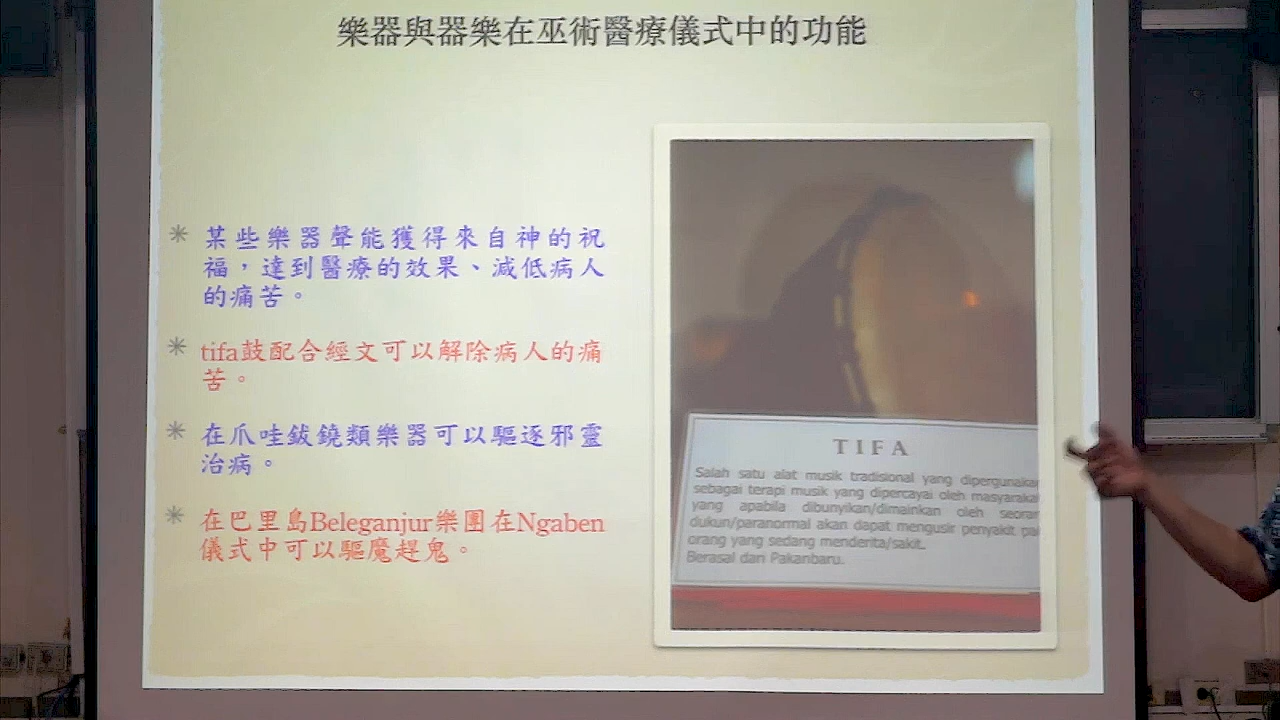 樂器與器樂在巫術醫療儀式中的功能
某些樂器聲能獲得來自神的祝
福，達到醫療的效果、減低病人
的痛苦。
tifa鼓配合經文可以解除病人的痛
苦。
在爪哇鈸鐃類樂器可以驅逐邪靈
治病。
在巴里島Beleganjur樂團在Ngaben
儀式中可以驅魔趕鬼。
TIFA
Salah satu alat musik tradisional yang dipergunakan
sebagai terapi musik yang dipercayai oleh masyaraka
yang apabila dibunyikan/dimainkan oleh seoran
dukun/paranormal akan dapat mengusir penyakit pa
orang yang sedang menderita/sakit.
Berasal dari Pakanbaru.